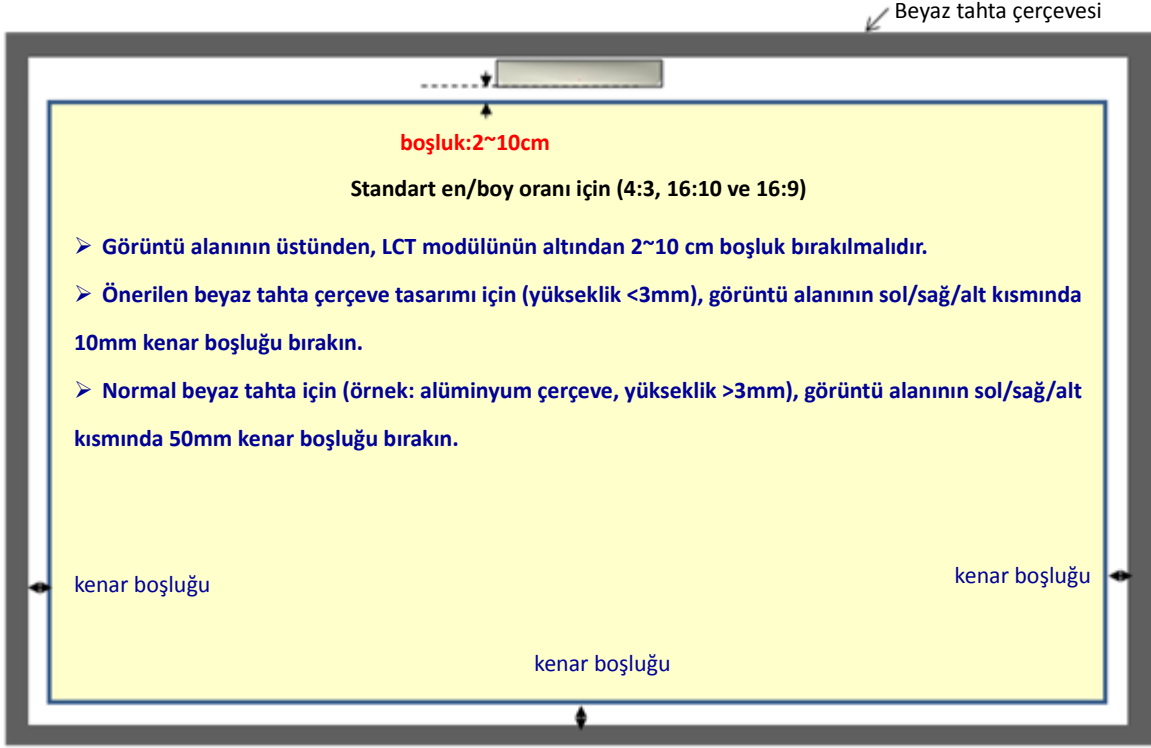 Beyaz tahta çerçevesi
boşluk:2~10cm
Standart en/boy oranı için (4:3, 16:10 ve 16:9)
➢ Görüntü alanının üstünden, LCT modülünün altından 2~10 cm boşluk bırakılmalıdır.
➢ Önerilen beyaz tahta çerçeve tasarımı için (yükseklik <3mm), görüntü alanının sol/sağ/alt kısmında
10mm kenar boşluğu bırakın.
➢ Normal beyaz tahta için (örnek: alüminyum çerçeve, yükseklik >3mm), görüntü alanının sol/sağ/alt
kısmında 50mm kenar boşluğu bırakın.
kenar boşluğu
kenar boşluğu
kenar boşluğu